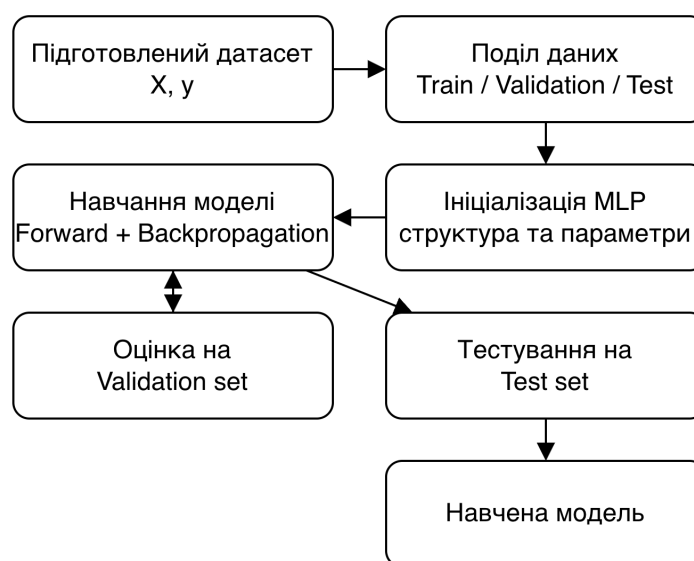 Підготовлений датасет
X, y
Поділ даних
Train / Validation / Test
Навчання моделі
Forward + Backpropagation
Ініціалізація MLP
структура та параметри
Оцінка на
Validation set
Тестування на
Test set
Навчена модель